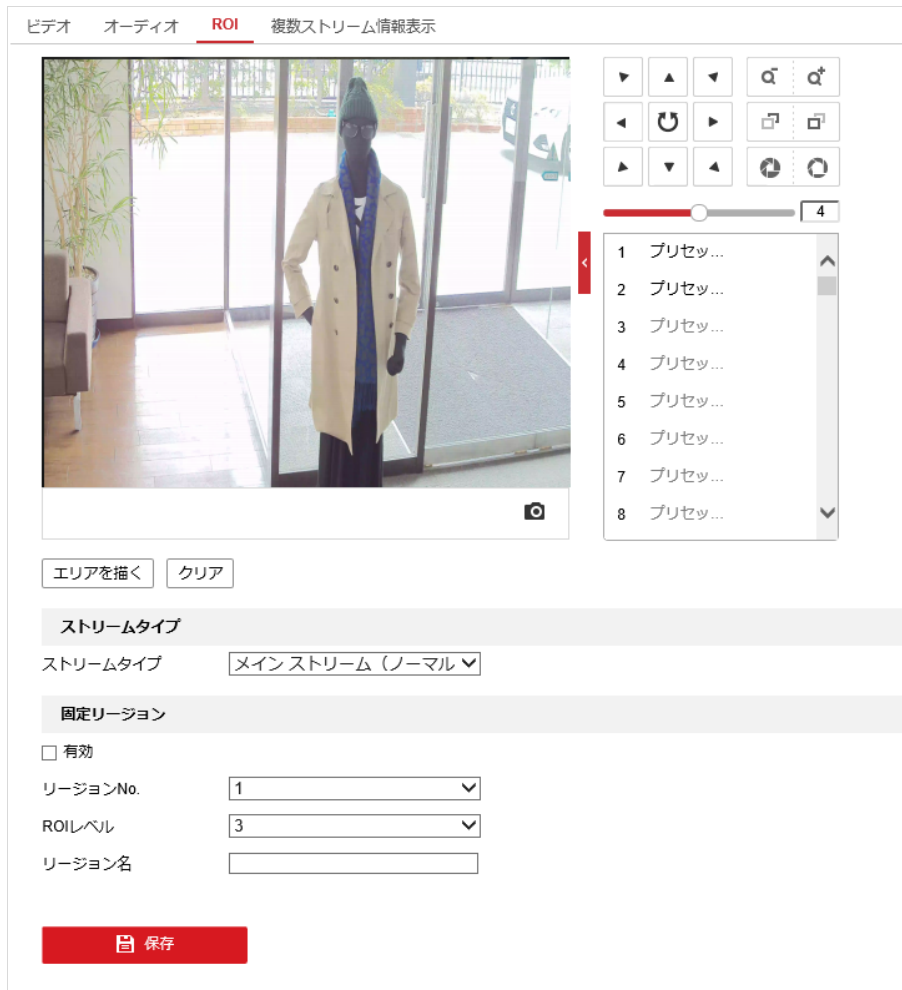 ビデオ オーディオ ROI 複数ストリーム情報表示
4
1 プリセッ...
2 プリセッ...
3 プリセッ...
4 プリセッ...
5 プリセッ...
6 プリセッ...
7 プリセッ...
8 プリセッ...
エリアを描く クリア
ストリームタイプ
ストリームタイプ メイン ストリーム（ノーマル
固定リージョン
有効
リージョンNo. 1
ROIレベル 3
リージョン名
保存